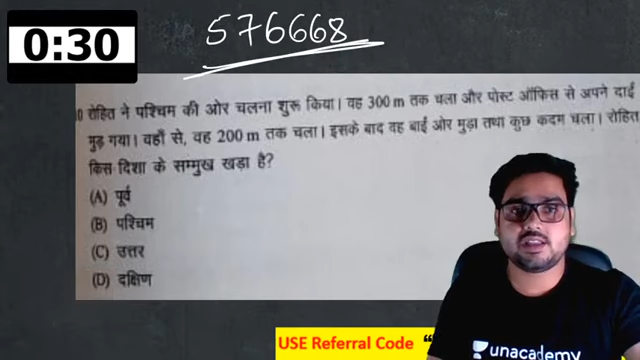 0:30
576668
0 रोहित ने पश्चिम की ओर चलना शुरू किया। वह 300 m तक चला और पोस्ट ऑफिस से अपने दाईं
मुड़ गया। वहाँ से, वह 200 m तक चला। इसके बाद वह बाईं ओर मुड़ा तथा कुछ कदम चला। रोहित
किस दिशा के सम्मुख खड़ा है?
(A) पूर्व
(B) पश्चिम
(C) उत्तर
(D) दक्षिण
unacademy
USE Referral Code “